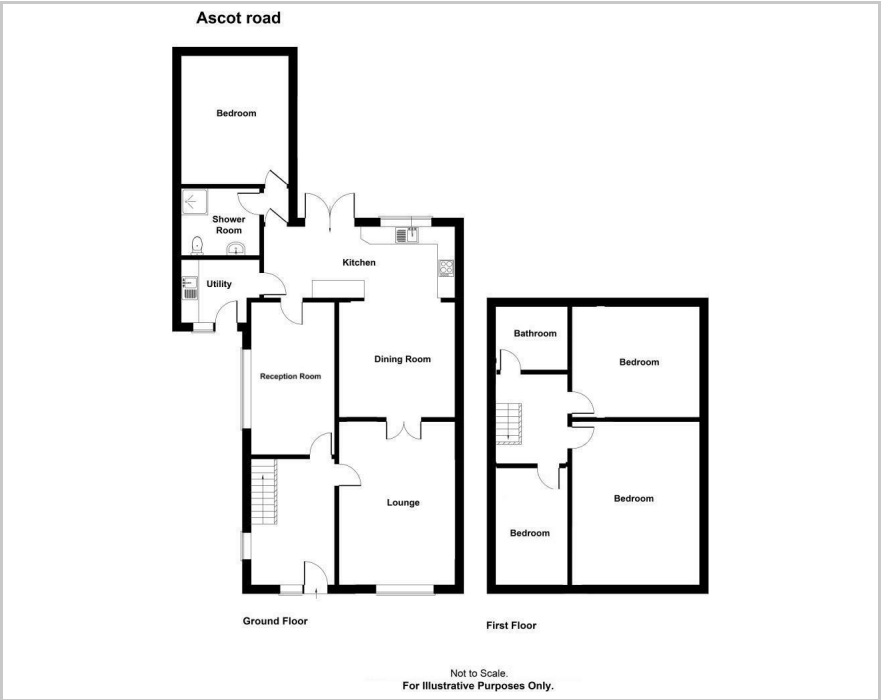 Ascot road
Bedroom
Shower
Room
Utility
Kitchen
Dining Room
Reception Room
Lounge
Ground Floor
Bathroom
Bedroom
Bedroom
Bedroom
First Floor
Not to Scale.
For Illustrative Purposes Only.